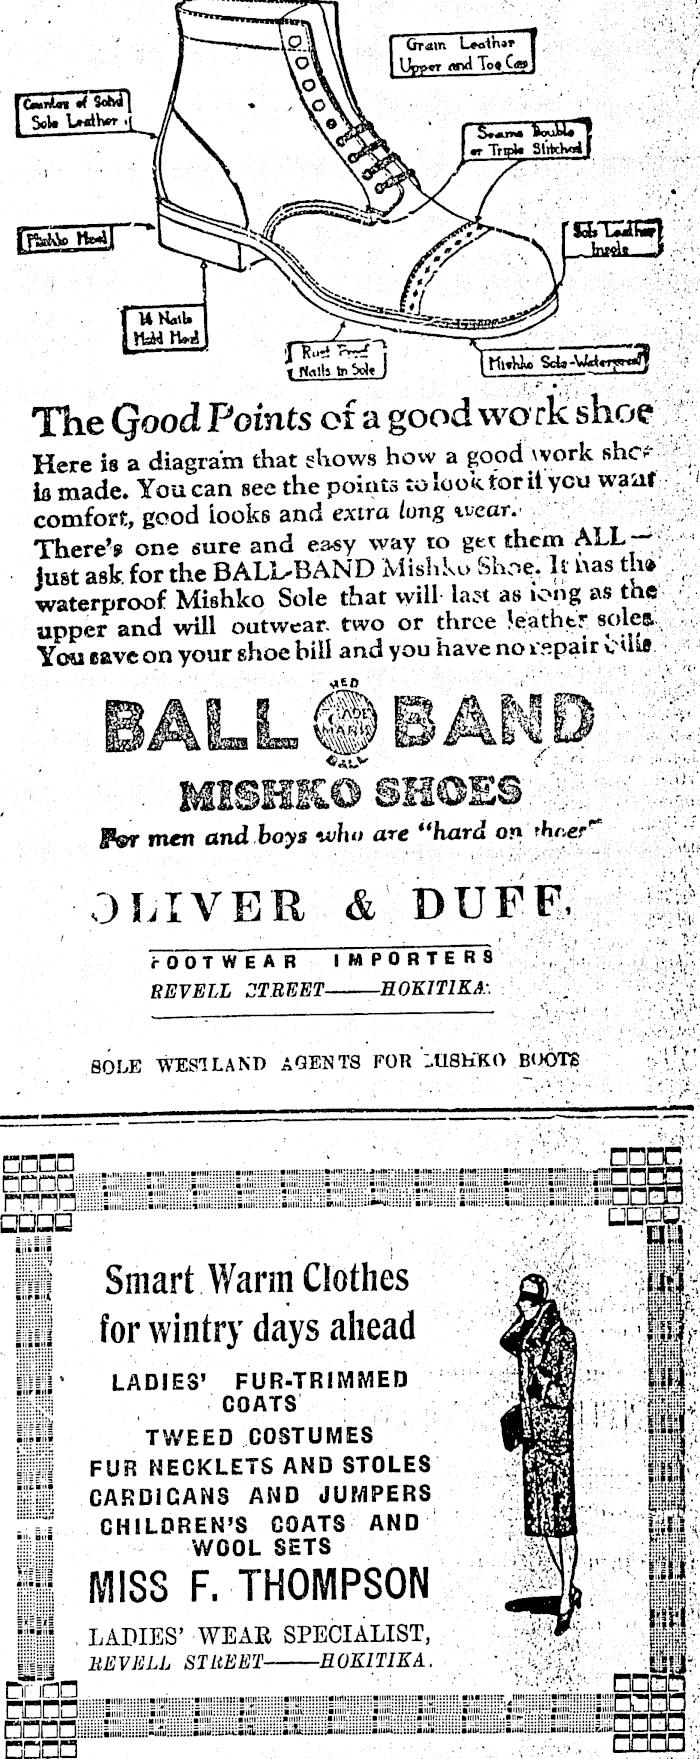 Grain Leather
Upper and Toe Cap
Counter of Solid
Sole Leather
Seams Double
or Triple Stitched
Mishko Heel
Sole Leather
Insole
14 Nails
Hold Heel
Rust Proof
Nails in Sole
Mishko Sole-Waterproof
The Good Points of a good work shoe
Here is a diagram that shows how a good work shoe
is made. You can see the points to look for if you want
comfort, good looks and extra long wear.
There's one sure and easy way to get them ALL—
just ask for the BALL-BAND Mishko Shoe. It has the
waterproof Mishko Sole that will last as long as the
upper and will outwear two or three leather soles.
You save on your shoe bill and you have no repair bills.
RED
BALL TRADE MARK BAND
BALL
MISHKO SHOES
For men and boys who are "hard on shoes"
OLIVER & DUFF,
FOOTWEAR IMPORTERS
REVELL STREET——HOKITIKA.
SOLE WESTLAND AGENTS FOR MISHKO BOOTS
Smart Warm Clothes
for wintry days ahead
LADIES' FUR-TRIMMED
COATS
TWEED COSTUMES
FUR NECKLETS AND STOLES
CARDIGANS AND JUMPERS
CHILDREN'S COATS AND
WOOL SETS
MISS F. THOMPSON
LADIES' WEAR SPECIALIST,
REVELL STREET——HOKITIKA.